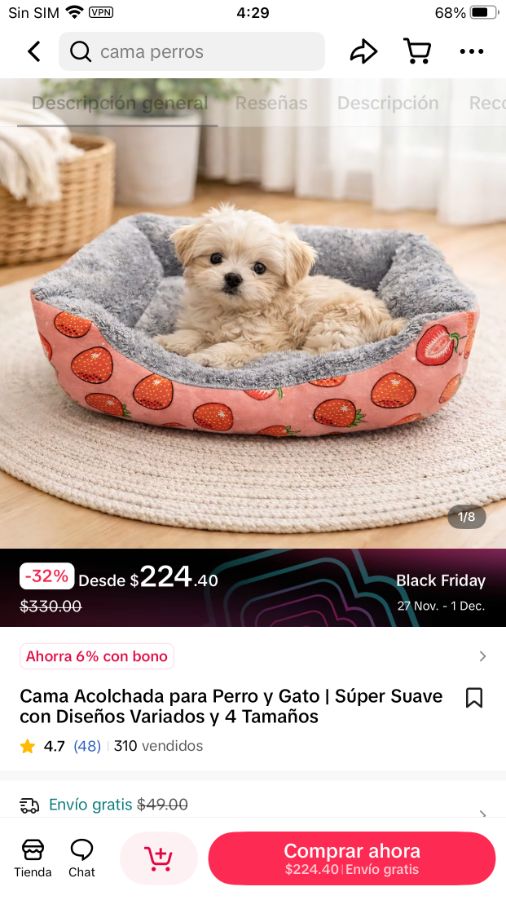 Sin SIM VPN 4:29 68%
cama perros
Descripción general Reseñas Descripción Reco
1/8
-32% Desde $224.40 Black Friday
$330.00 27 Nov. - 1 Dec.
Ahorra 6% con bono
Cama Acolchada para Perro y Gato | Súper Suave
con Diseños Variados y 4 Tamaños
4.7 (48) 310 vendidos
Envío gratis $49.00
Tienda Chat Comprar ahora
$224.40 | Envío gratis